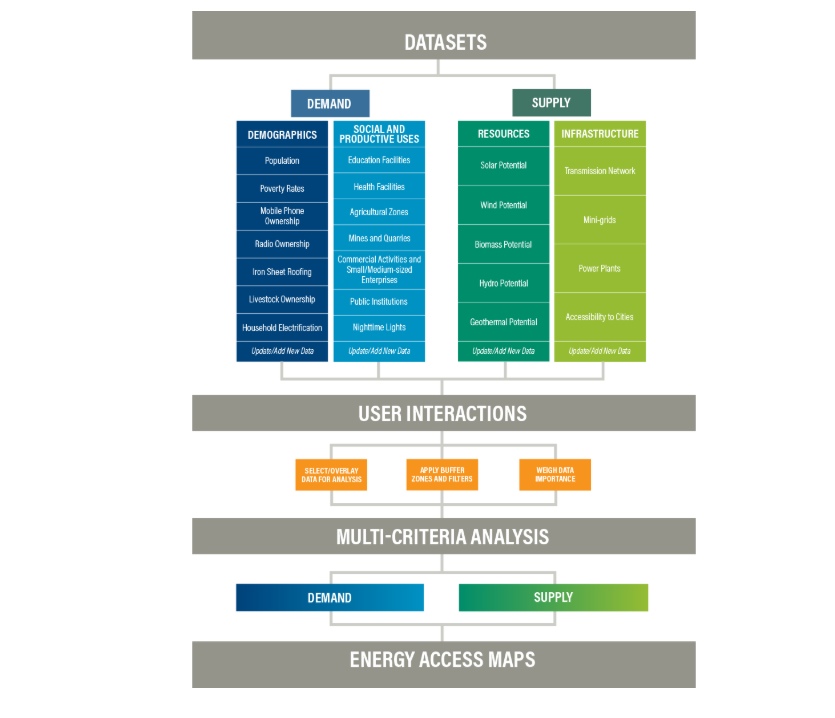 DATASETS
DEMAND
SUPPLY
DEMOGRAPHICS
Population
Poverty Rates
Mobile Phone
Ownership
Radio Ownership
Iron Sheet Roofing
Livestock Ownership
Household Electrification
Update/Add New Data
SOCIAL AND
PRODUCTIVE USES
Education Facilities
Health Facilities
Agricultural Zones
Mines and Quarries
Commercial Activities and
Small/Medium-sized
Enterprises
Public Institutions
Nighttime Lights
Update/Add New Data
RESOURCES
Solar Potential
Wind Potential
Biomass Potential
Hydro Potential
Geothermal Potential
Update/Add New Data
INFRASTRUCTURE
Transmission Network
Mini-grids
Power Plants
Accessibility to Cities
Update/Add New Data
USER INTERACTIONS
SELECT/OVERLAY
DATA FOR ANALYSIS
APPLY BUFFER
ZONES AND FILTERS
WEIGH DATA
IMPORTANCE
MULTI-CRITERIA ANALYSIS
DEMAND
SUPPLY
ENERGY ACCESS MAPS